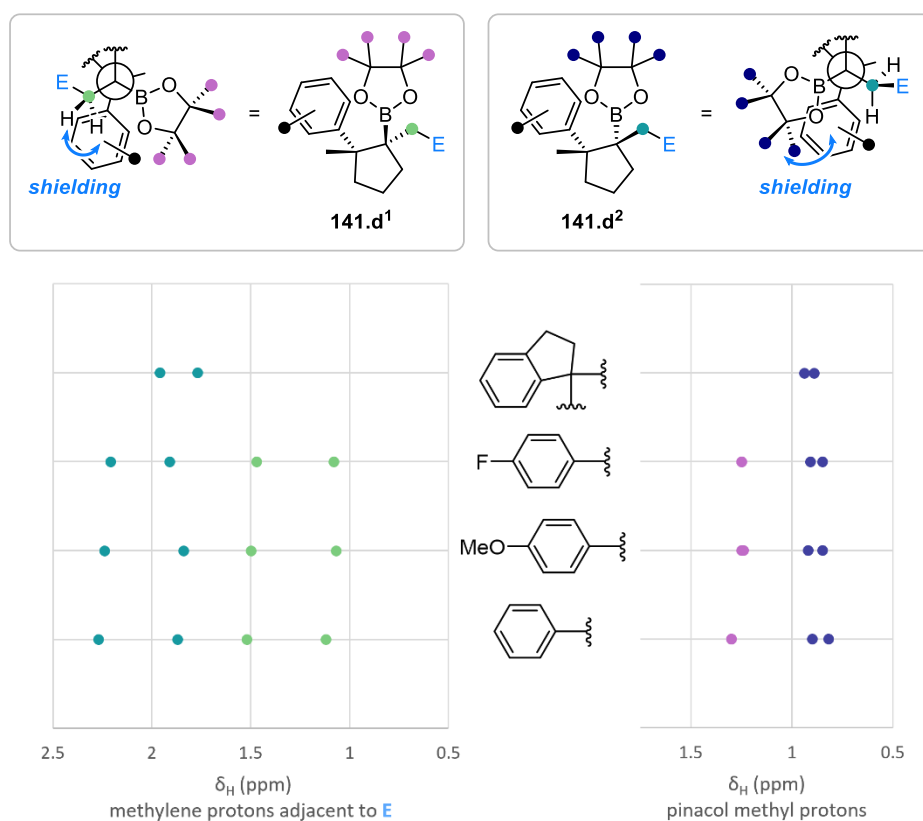 E
H
H
B
O
O
shielding
=
O
O
B
E
141.d¹
O
O
B
E
141.d²
=
O
B
O
H
E
H
shielding
F
MeO
2.5 2 1.5 1 0.5
δH (ppm)
methylene protons adjacent to E
1.5 1 0.5
δH (ppm)
pinacol methyl protons